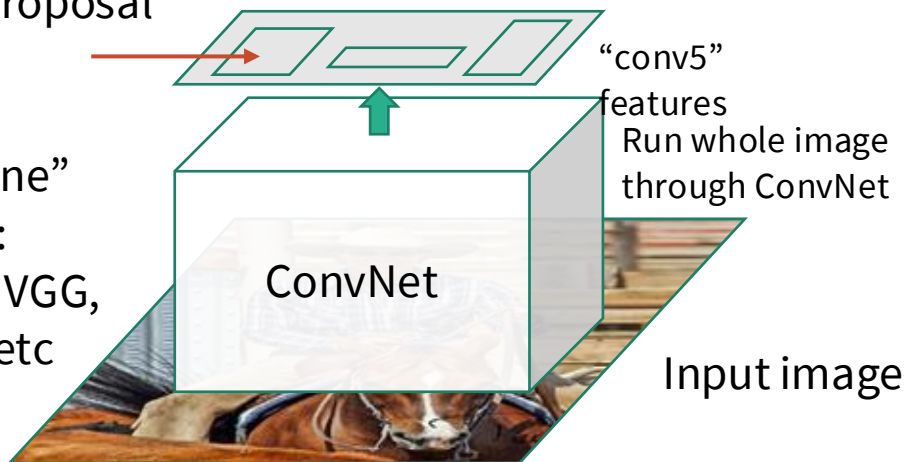 roposal
“conv5”
features
Run whole image
through ConvNet
ne”
:
VGG,
etc
ConvNet
Input image